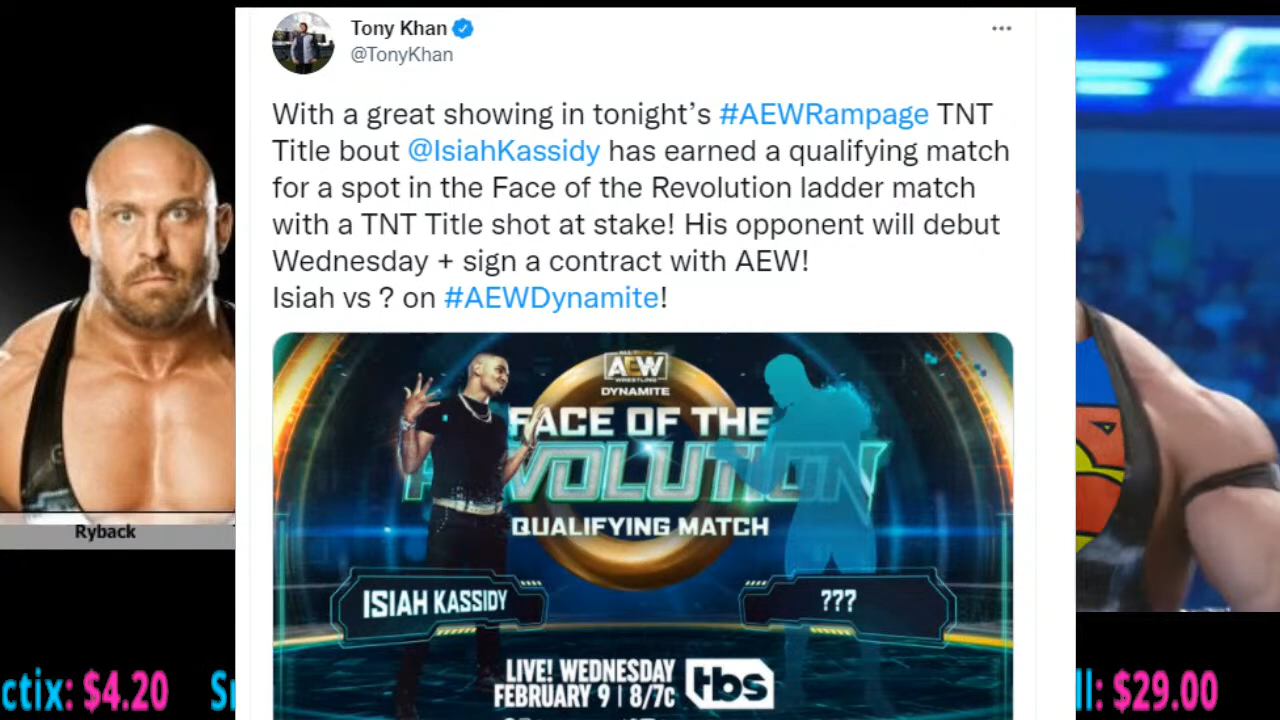 Tony Khan
@TonyKhan
With a great showing in tonight's #AEWRampage TNT
Title bout @IsiahKassidy has earned a qualifying match
for a spot in the Face of the Revolution ladder match
with a TNT Title shot at stake! His opponent will debut
Wednesday + sign a contract with AEW!
Isiah vs ? on #AEWDynamite!
AEW
WRESTLING
DYNAMITE
FACE OF THE
REVOLUTION
QUALIFYING MATCH
ISIAH KASSIDY
???
LIVE! WEDNESDAY
FEBRUARY 9 | 8/7c
tbs
Ryback
ctix: $4.20
ll: $29.00